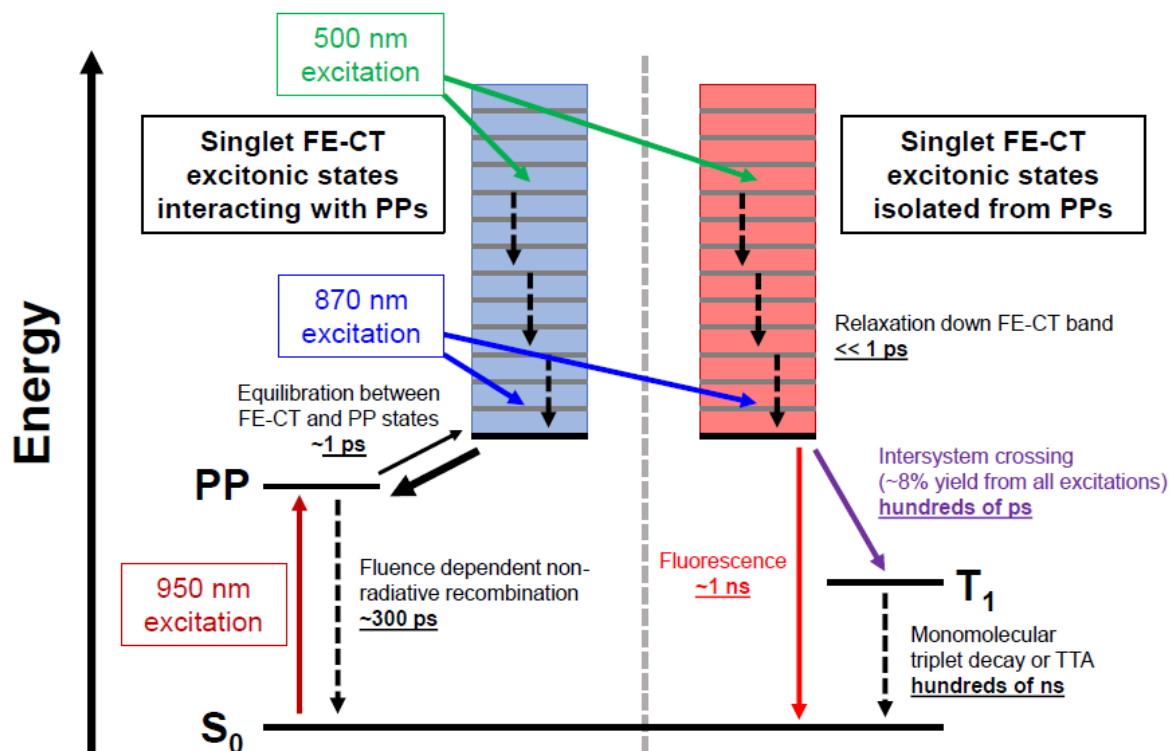 500 nm
excitation
Singlet FE-CT
excitonic states
interacting with PPs
Singlet FE-CT
excitonic states
isolated from PPs
870 nm
excitation
Relaxation down FE-CT band
<< 1 ps
Equilibration between
FE-CT and PP states
~1 ps
Energy
PP
Intersystem crossing
(~8% yield from all excitations)
hundreds of ps
950 nm
excitation
Fluence dependent non-
radiative recombination
~300 ps
Fluorescence
~1 ns
T1
Monomolecular
triplet decay or TTA
hundreds of ns
S0